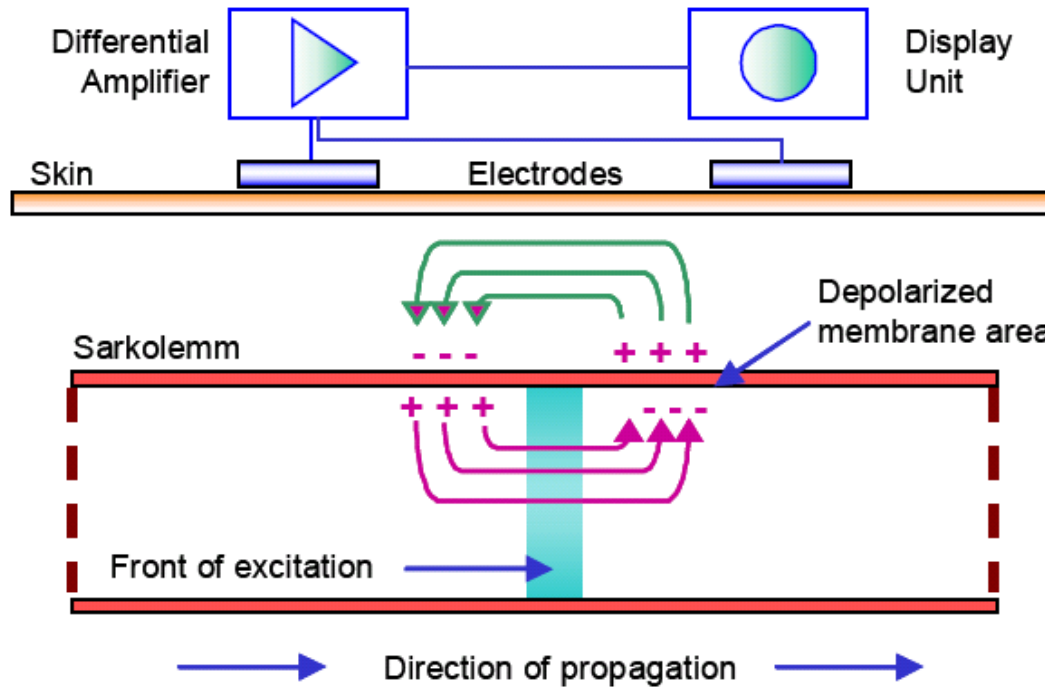 Differential
Amplifier
Display
Unit
Skin
Electrodes
Depolarized
membrane area
Sarkolemm
- - -
+ + +
+ + +
- - -
Front of excitation
Direction of propagation